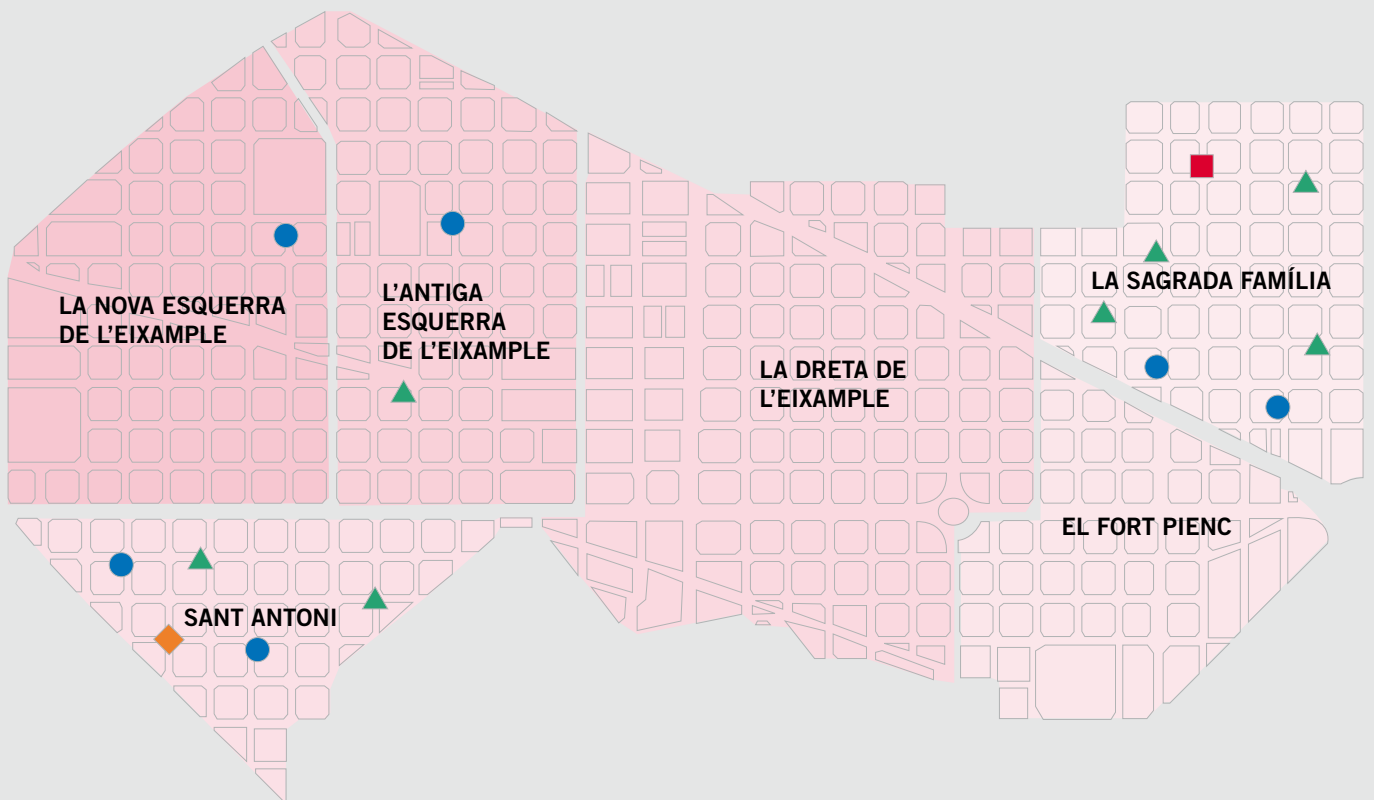 LA NOVA ESQUERRA
DE L'EIXAMPLE
L'ANTIGA
ESQUERRA
DE L'EIXAMPLE
LA DRETA DE
L'EIXAMPLE
LA SAGRADA FAMÍLIA
EL FORT PIENC
SANT ANTONI